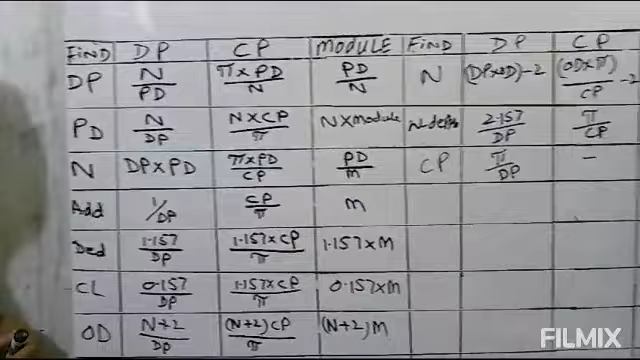 FIND DP CP MODULE FIND DP CP
DP N/PD π×PD/N PD/N N (DP×OD)-2 (OD×π)/CP -2
PD N/DP N×CP/π N×module N depth 2.157/DP π/CP
N DP×PD π×PD/CP PD/m CP π/DP -
Add 1/DP CP/π m
Ded 1.157/DP 1.157×CP/π 1.157×M
CL 0.157/DP 1.157×CP/π 0.157×M
OD N+2/DP (N+2)CP/π (N+2)M
FILMIX